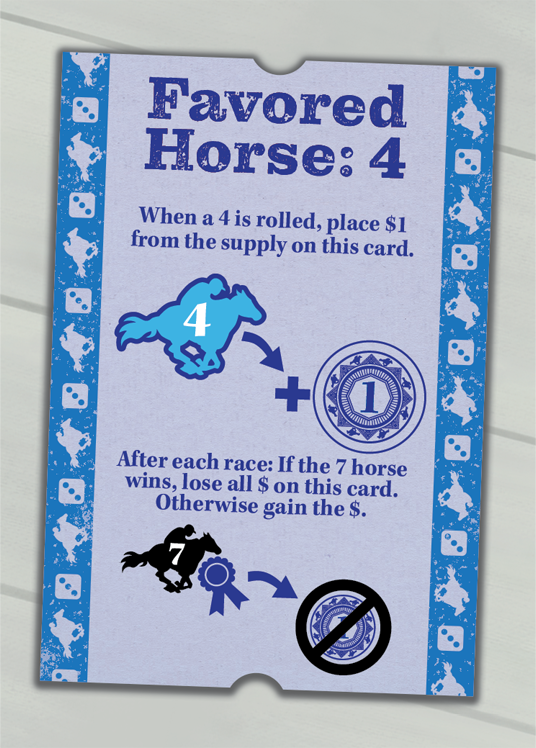 Favored
Horse: 4
When a 4 is rolled, place $1
from the supply on this card.
4
1
After each race: If the 7 horse
wins, lose all $ on this card.
Otherwise gain the $.
7
1